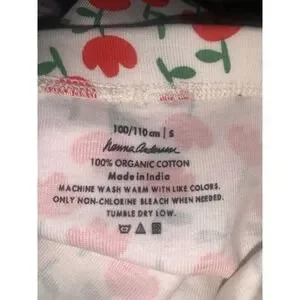 100/110 cm | S
Hanna Andersson
100% ORGANIC COTTON
Made in India
MACHINE WASH WARM WITH LIKE COLORS.
ONLY NON-CHLORINE BLEACH WHEN NEEDED.
TUMBLE DRY LOW.